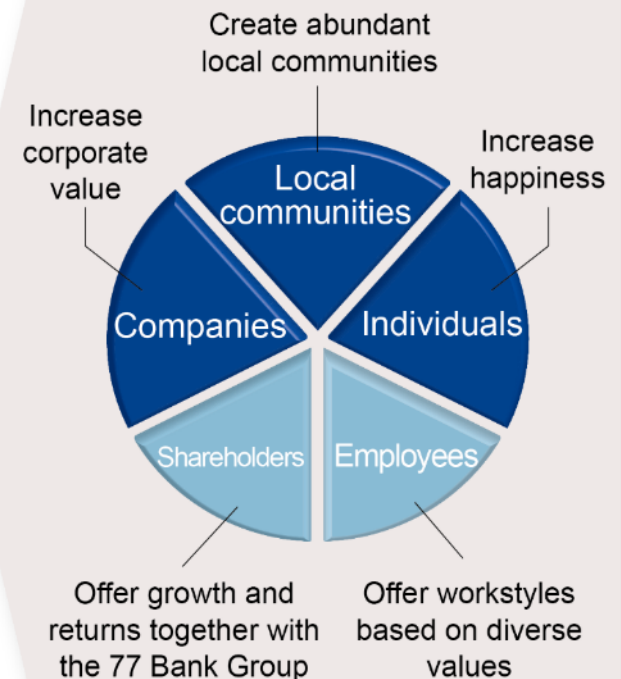 Create abundant
local communities
Increase
corporate
value
Increase
happiness
Local
communities
Companies
Individuals
Shareholders
Employees
Offer growth and
returns together with
the 77 Bank Group
Offer workstyles
based on diverse
values